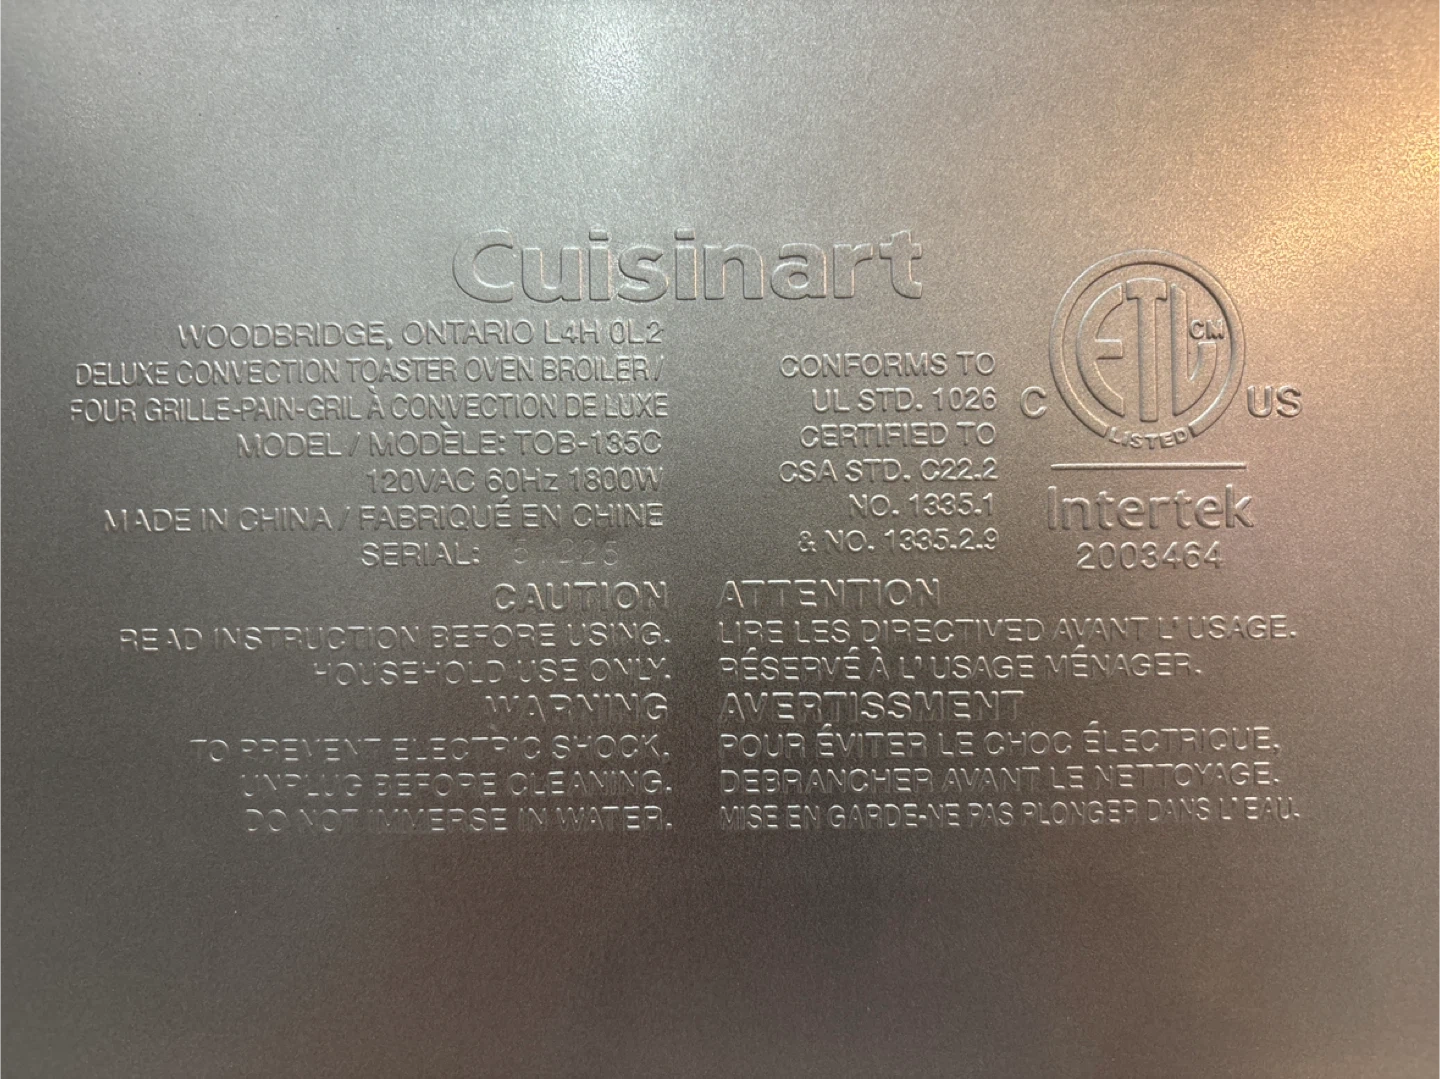 Cuisinart
WOODBRIDGE, ONTARIO L4H 0L2
DELUXE CONVECTION TOASTER OVEN BROILER /
FOUR GRILLE-PAIN-GRIL À CONVECTION DE LUXE
MODEL / MODÈLE: TOB-135C
120VAC 60Hz 1800W
MADE IN CHINA / FABRIQUÉ EN CHINE
SERIAL:
CONFORMS TO
UL STD. 1026
CERTIFIED TO
CSA STD. C22.2
NO. 1335.1
& NO. 1335.2.9
ETL CM
LISTED
C US
Intertek
2003464
CAUTION
READ INSTRUCTION BEFORE USING.
HOUSEHOLD USE ONLY.
WARNING
TO PREVENT ELECTRIC SHOCK.
UNPLUG BEFORE CLEANING.
DO NOT IMMERSE IN WATER.
ATTENTION
LIRE LES DIRECTIVED AVANT L' USAGE.
RÉSERVÉ À L' USAGE MÉNAGER.
AVERTISSMENT
POUR ÉVITER LE CHOC ÉLECTRIQUE,
DEBRANCHER AVANT LE NETTOYAGE.
MISE EN GARDE-NE PAS PLONGER DANS L' EAU.